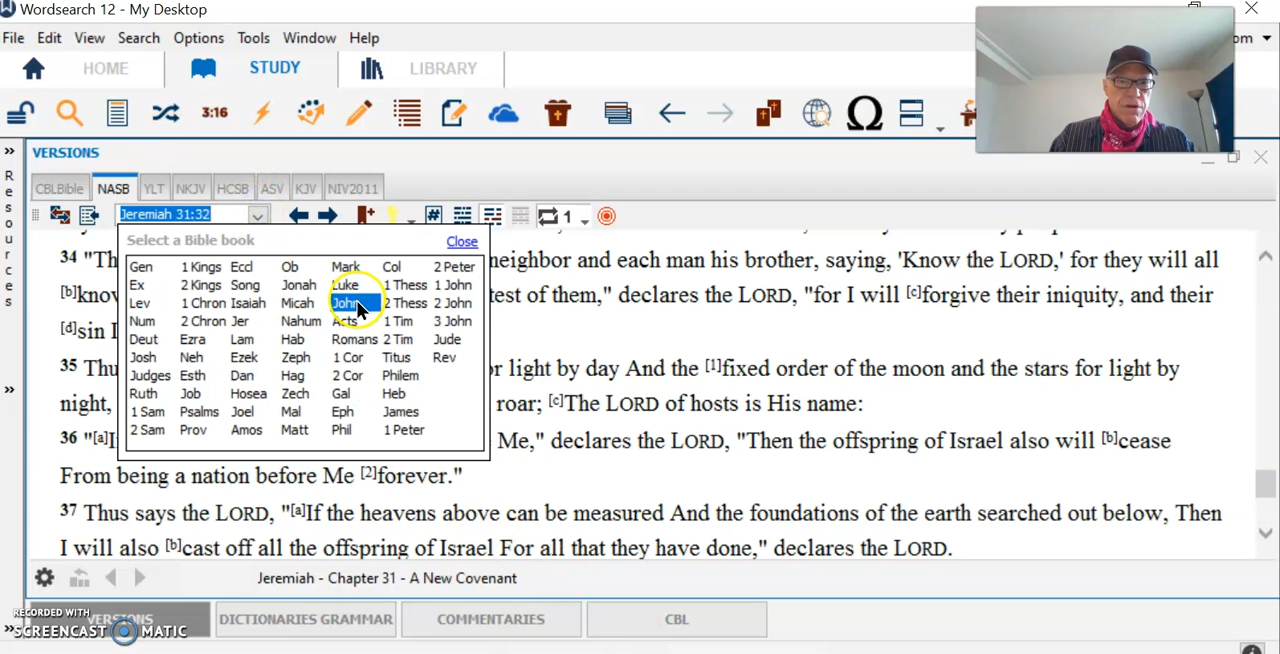 Wordsearch 12 - My Desktop
File Edit View Search Options Tools Window Help
HOME STUDY LIBRARY
3:16
VERSIONS
Resources
CBLBible NASB YLT NKJV HCSB ASV KJV NIV2011
Jeremiah 31:32 # 1
Select a Bible book Close
Gen 1 Kings Eccl Ob Mark Col 2 Peter
Ex 2 Kings Song Jonah Luke 1 Thess 1 John
Lev 1 Chron Isaiah Micah John 2 Thess 2 John
Num 2 Chron Jer Nahum Acts 1 Tim 3 John
Deut Ezra Lam Hab Romans 2 Tim Jude
Josh Neh Ezek Zeph 1 Cor Titus Rev
Judges Esth Dan Hag 2 Cor Philem
Ruth Job Hosea Zech Gal Heb
1 Sam Psalms Joel Mal Eph James
2 Sam Prov Amos Matt Phil 1 Peter
34 "Th neighbor and each man his brother, saying, 'Know the LORD,' for they will all
[b]know test of them," declares the LORD, "for I will [c]forgive their iniquity, and their
[d]sin I
35 Thu r light by day And the [1]fixed order of the moon and the stars for light by
night, roar; [c]The LORD of hosts is His name:
36 "[a]I Me," declares the LORD, "Then the offspring of Israel also will [b]cease
From being a nation before Me [2]forever."
37 Thus says the LORD, "[a]If the heavens above can be measured And the foundations of the earth searched out below, Then
I will also [b]cast off all the offspring of Israel For all that they have done," declares the LORD.
Jeremiah - Chapter 31 - A New Covenant
VERSIONS DICTIONARIES GRAMMAR COMMENTARIES CBL
RECORDED WITH
SCREENCAST MATIC